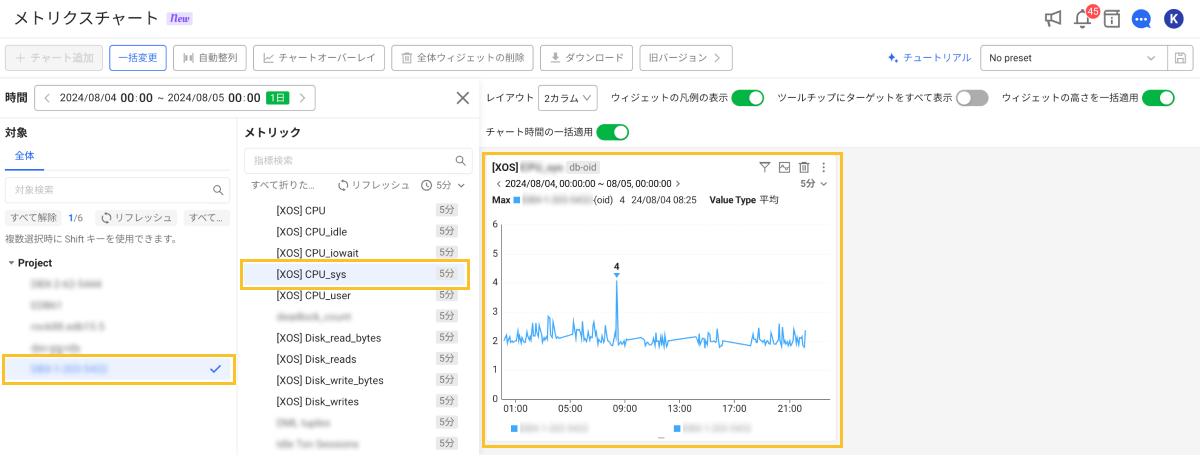 メトリクスチャート New
45
K
＋ チャート追加 一括変更 自動整列 チャートオーバーレイ 全体ウィジェットの削除 ダウンロード 旧バージョン チュートリアル No preset
時間 2024/08/04 00:00 ~ 2024/08/05 00:00 1日
レイアウト 2カラム ウィジェットの凡例の表示 ツールチップにターゲットをすべて表示 ウィジェットの高さを一括適用
チャート時間の一括適用
対象
全体
対象検索
すべて解除 1/6 リフレッシュ すべて...
複数選択時に Shift キーを使用できます。
Project
メトリック
指標検索
すべて折りた... リフレッシュ 5分
[XOS] CPU 5分
[XOS] CPU_idle 5分
[XOS] CPU_iowait 5分
[XOS] CPU_sys 5分
[XOS] CPU_user 5分
5分
[XOS] Disk_read_bytes 5分
[XOS] Disk_reads 5分
[XOS] Disk_write_bytes 5分
[XOS] Disk_writes 5分
5分
5分
[XOS] db-oid
2024/08/04, 00:00:00 ~ 08/05, 00:00:00 5分
Max (oid) 4 24/08/04 08:25 Value Type 平均
6
5
4
3
2
1
0
4
01:00 05:00 09:00 13:00 17:00 21:00